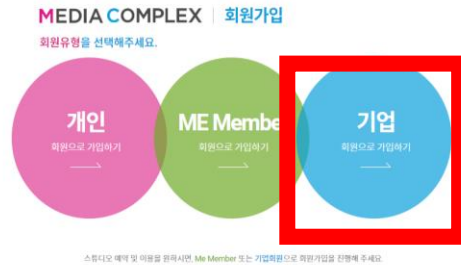 MEDIA COMPLEX 회원가입
회원유형을 선택해주세요.
개인
회원으로 가입하기
ME Membe
회원으로 가입하기
기업
회원으로 가입하기
스튜디오 예약 및 이용을 원하시면, Me Member 또는 기업회원으로 회원가입을 진행해 주세요.